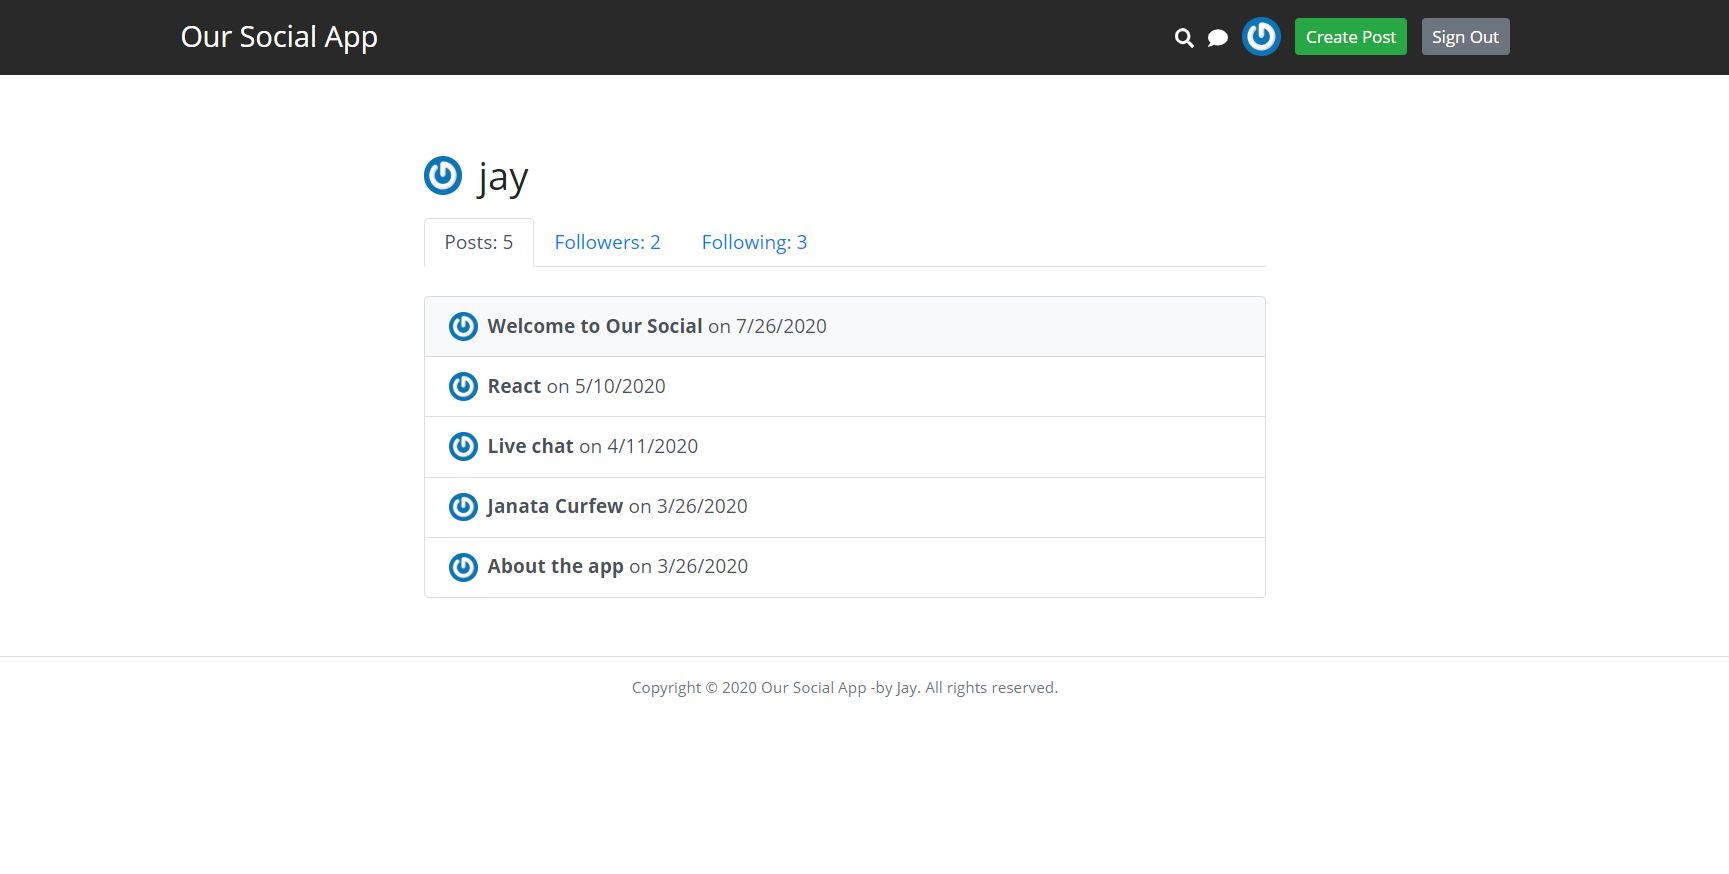 Our Social App
Create Post
Sign Out
jay
Posts: 5
Followers: 2
Following: 3
Welcome to Our Social on 7/26/2020
React on 5/10/2020
Live chat on 4/11/2020
Janata Curfew on 3/26/2020
About the app on 3/26/2020
Copyright © 2020 Our Social App -by Jay. All rights reserved.